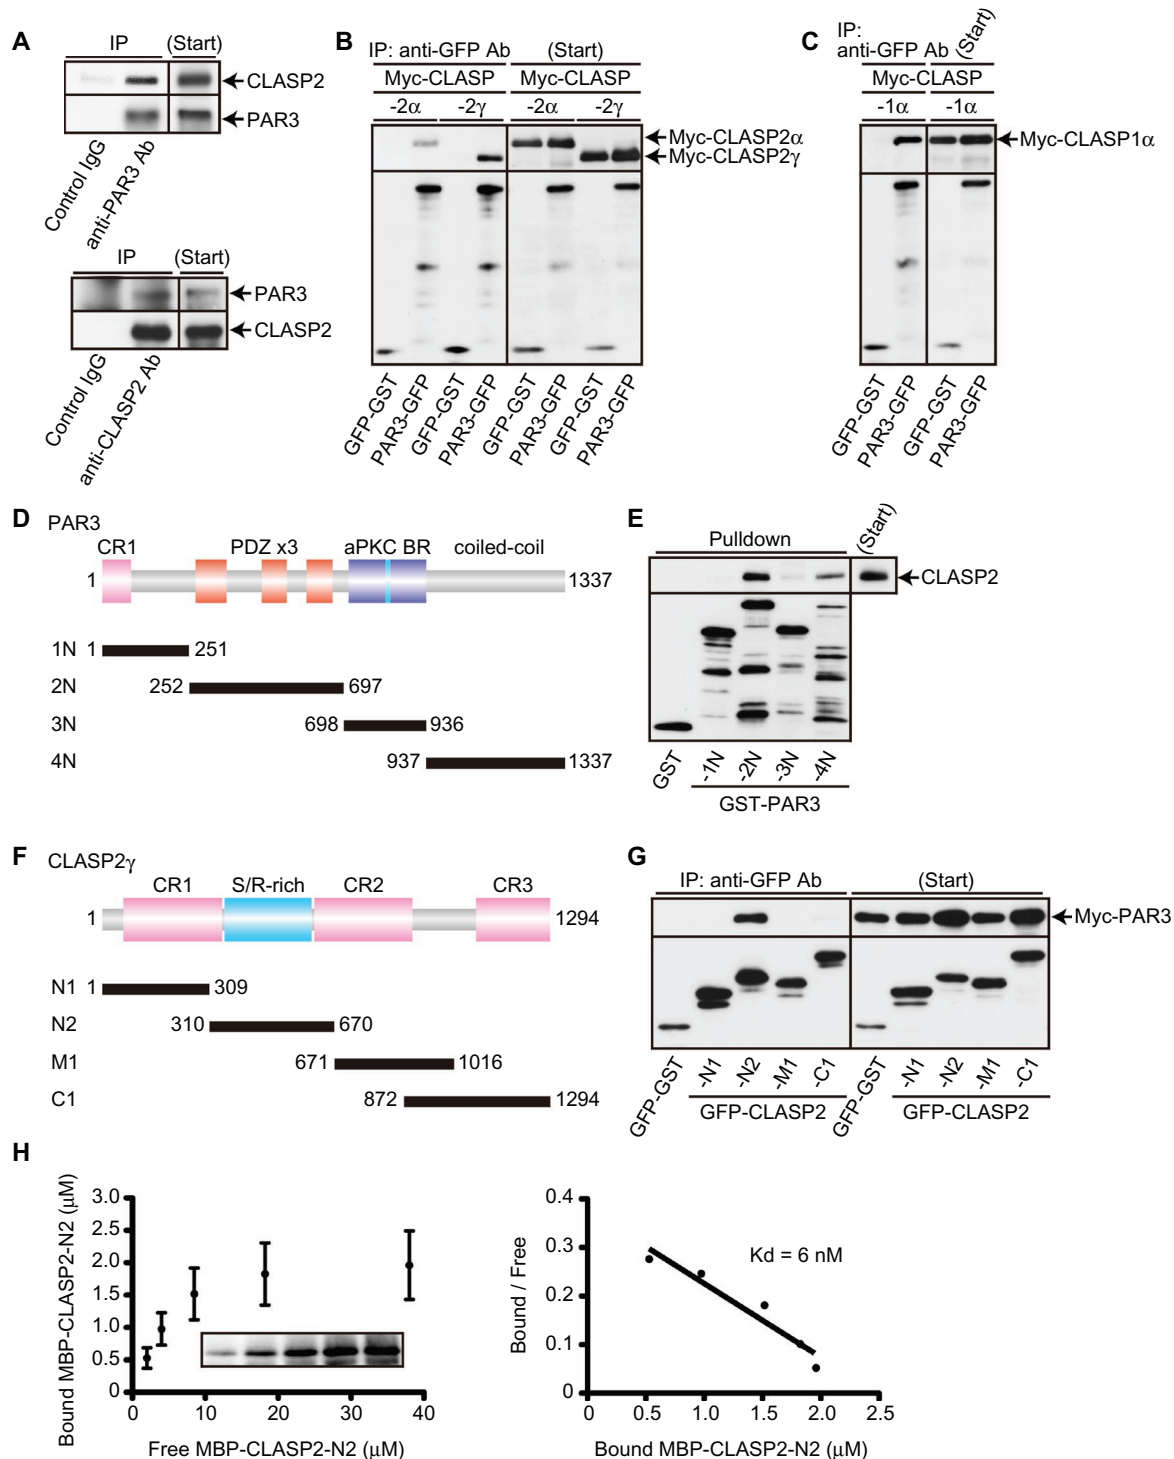 A
IP (Start)
CLASP2
PAR3
Control IgG
anti-PAR3 Ab
IP (Start)
PAR3
CLASP2
Control IgG
anti-CLASP2 Ab
B
IP: anti-GFP Ab (Start)
Myc-CLASP Myc-CLASP
-2α -2γ -2α -2γ
Myc-CLASP2α
Myc-CLASP2γ
GFP-GST
PAR3-GFP
GFP-GST
PAR3-GFP
GFP-GST
PAR3-GFP
GFP-GST
PAR3-GFP
C
IP:
anti-GFP Ab (Start)
Myc-CLASP
-1α -1α
Myc-CLASP1α
GFP-GST
PAR3-GFP
GFP-GST
PAR3-GFP
D
PAR3
CR1 PDZ x3 aPKC BR coiled-coil
1 1337
1N 1 251
2N 252 697
3N 698 936
4N 937 1337
E
Pulldown (Start)
CLASP2
GST -1N -2N -3N -4N
GST-PAR3
F
CLASP2γ
CR1 S/R-rich CR2 CR3
1 1294
N1 1 309
N2 310 670
M1 671 1016
C1 872 1294
G
IP: anti-GFP Ab (Start)
Myc-PAR3
GFP-GST -N1 -N2 -M1 -C1 GFP-GST -N1 -N2 -M1 -C1
GFP-CLASP2 GFP-CLASP2
H
Bound MBP-CLASP2-N2 (μM)
3.0
2.5
2.0
1.5
1.0
0.5
0
0 10 20 30 40
Free MBP-CLASP2-N2 (μM)
Bound / Free
0.4
0.3
0.2
0.1
0
Kd = 6 nM
0 0.5 1.0 1.5 2.0 2.5
Bound MBP-CLASP2-N2 (μM)